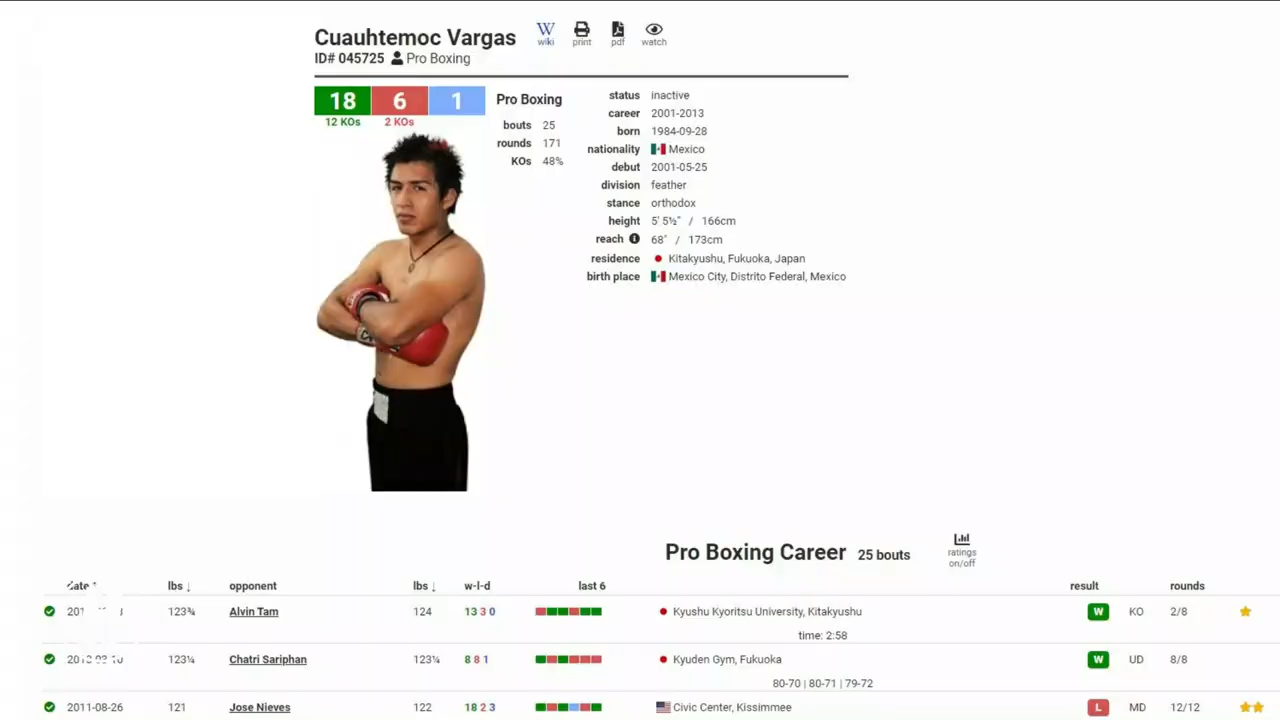 Cuauhtemoc Vargas
wiki print pdf watch
ID# 045725 Pro Boxing
18 6 1
12 KOs 2 KOs
Pro Boxing
bouts 25
rounds 171
KOs 48%
status inactive
career 2001-2013
born 1984-09-28
nationality Mexico
debut 2001-05-25
division feather
stance orthodox
height 5' 5½" / 166cm
reach 68" / 173cm
residence Kitakyushu, Fukuoka, Japan
birth place Mexico City, Distrito Federal, Mexico
Pro Boxing Career 25 bouts
ratings
on/off
lbs ↓ opponent lbs ↓ w-l-d last 6 result rounds
123¾ Alvin Tam 124 13 3 0 Kyushu Kyoritsu University, Kitakyushu W KO 2/8
time: 2:58
123¼ Chatri Sariphan 123¼ 8 8 1 Kyuden Gym, Fukuoka W UD 8/8
80-70 | 80-71 | 79-72
2011-08-26 121 Jose Nieves 122 18 2 3 Civic Center, Kissimmee L MD 12/12